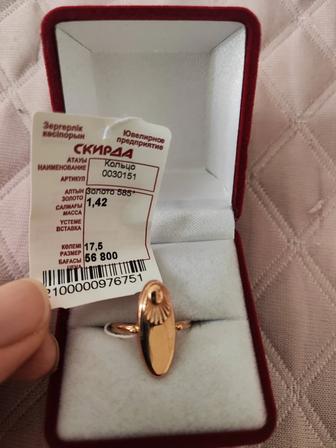 Зергерлік Ювелирное
кәсіпорын предприятие
СКИРДА
АТАУЫ
НАИМЕНОВАНИЕ Кольцо
АРТИКУЛ 0030151
АЛТЫН
ЗОЛОТО Золото 585°
САЛМАҒЫ
МАССА 1,42
ҮСТЕМЕ
ВСТАВКА
КӨЛЕМІ
РАЗМЕР 17,5
БАҒАСЫ 56 800
2100000976751